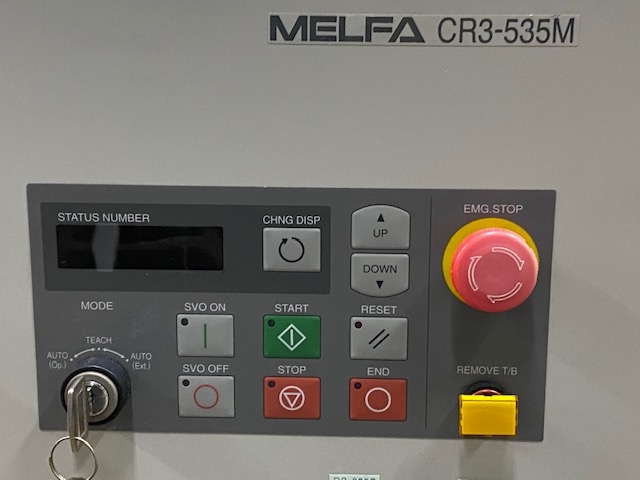 MELFA CR3-535M
STATUS NUMBER
CHNG DISP
UP
DOWN
EMG.STOP
MODE
SVO ON
START
RESET
TEACH
AUTO
(Op.)
AUTO
(Ext.)
SVO OFF
STOP
END
REMOVE T/B